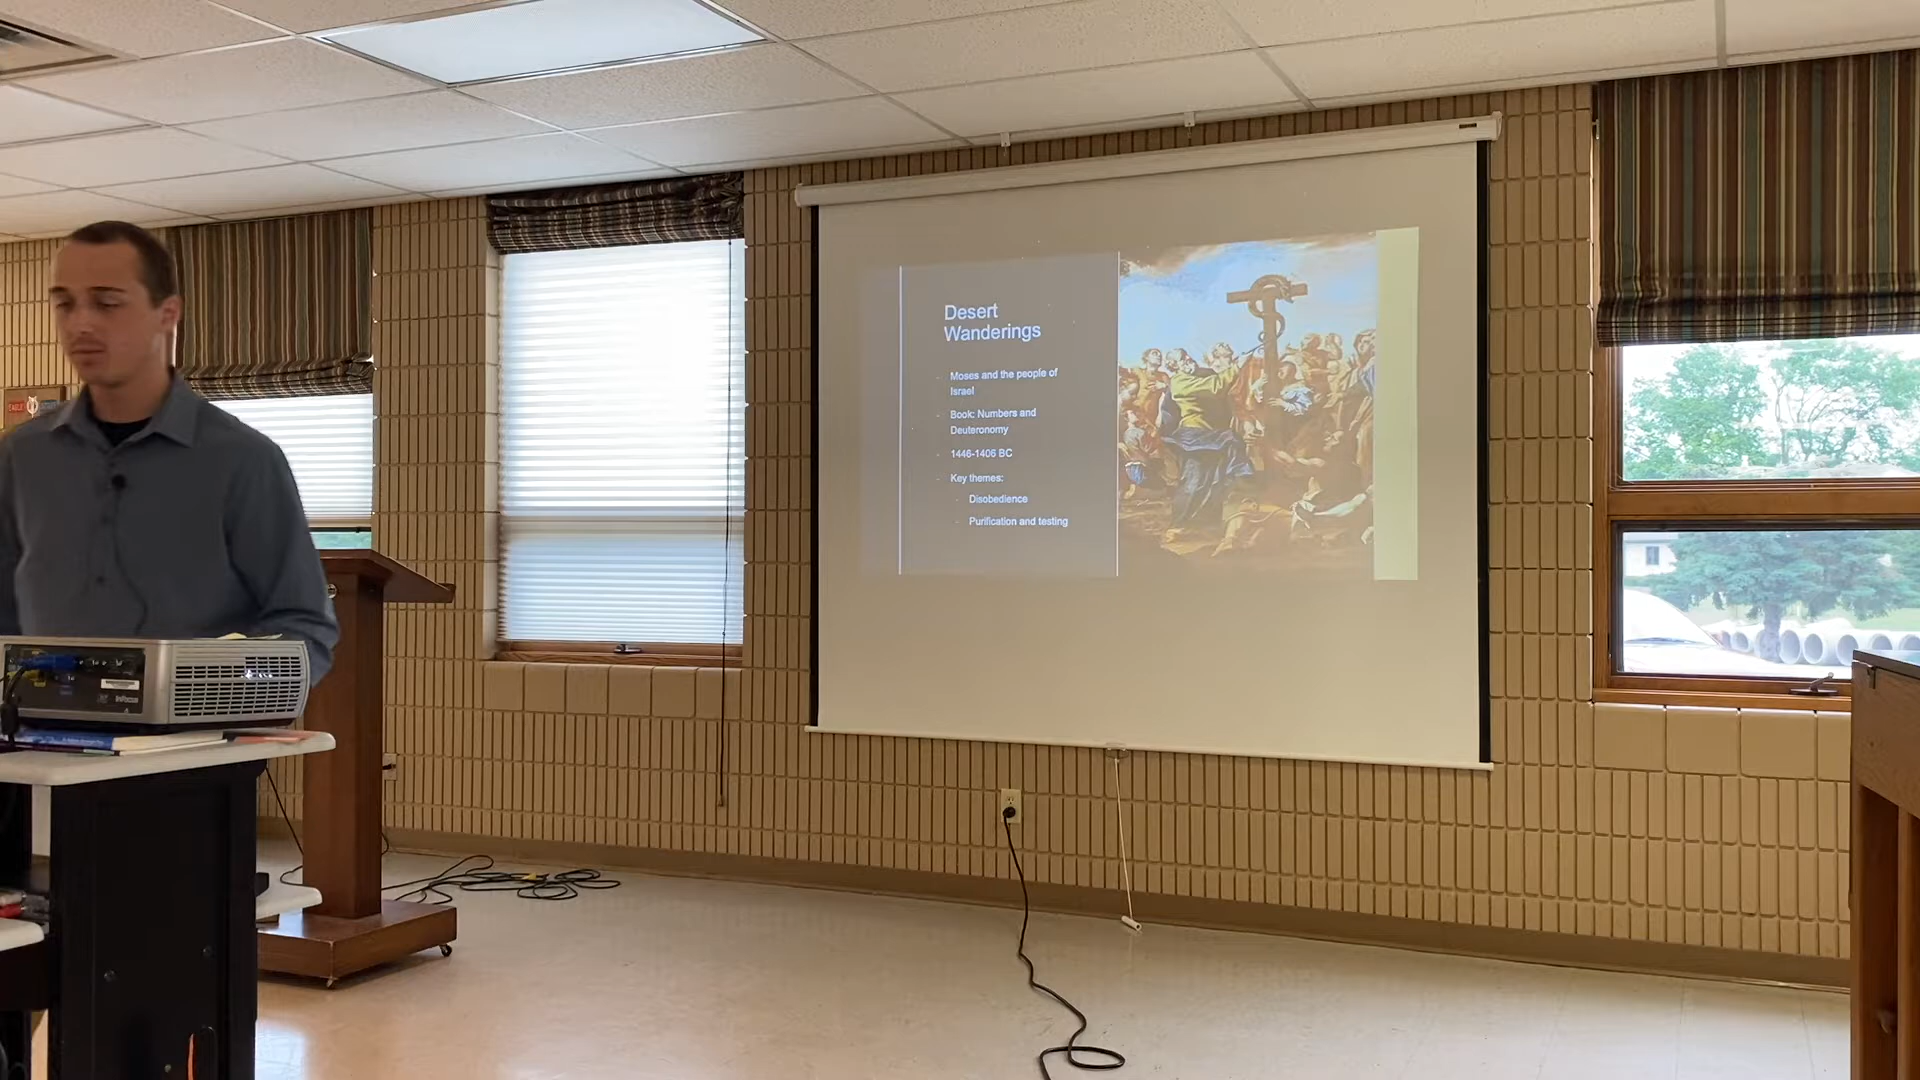 Desert
Wanderings
- Moses and the people of
Israel
- Book: Numbers and
Deuteronomy
- 1446-1406 BC
- Key themes:
- Disobedience
- Purification and testing
InFocus